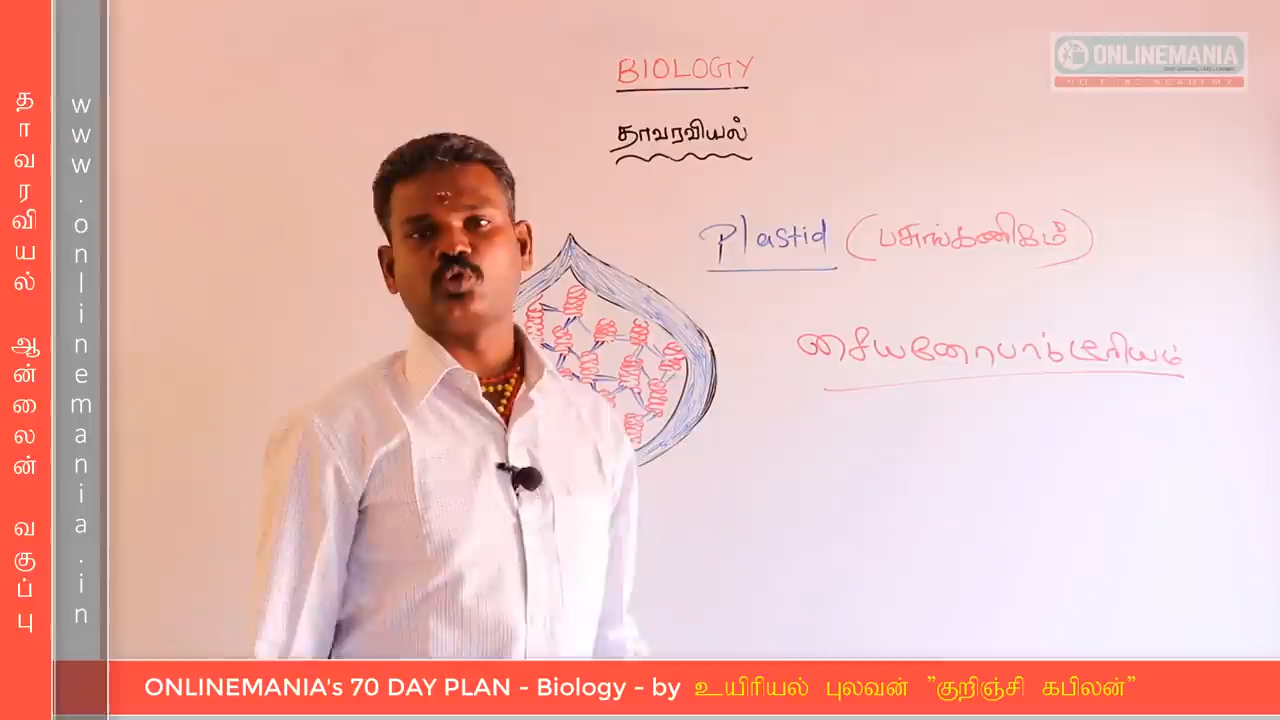 தாவரவியல் ஆன்லைன் வகுப்பு
www.onlinemania.in
ONLINEMANIA
BIOLOGY
தாவரவியல்
Plastid (பசுங்கணிகம்)
சையனோபாக்டீரியம்
ONLINEMANIA's 70 DAY PLAN - Biology - by உயிரியல் புலவன் "குறிஞ்சி கபிலன்"